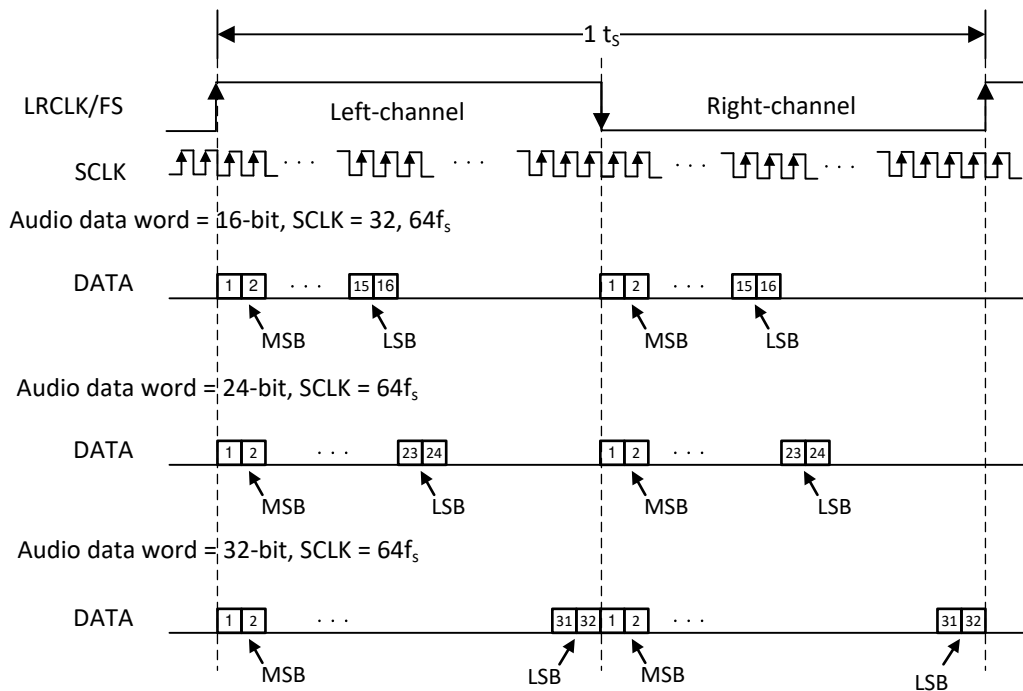 1 tS
LRCLK/FS
Left-channel
Right-channel
SCLK
. . . . . . . . . . . .
Audio data word = 16-bit, SCLK = 32, 64fs
DATA
1 2 . . . 15 16 1 2 . . . 15 16
MSB LSB MSB LSB
Audio data word = 24-bit, SCLK = 64fs
DATA
1 2 . . . 23 24 1 2 . . . 23 24
MSB LSB MSB LSB
Audio data word = 32-bit, SCLK = 64fs
DATA
1 2 . . . 31 32 1 2 . . . 31 32
MSB LSB MSB LSB